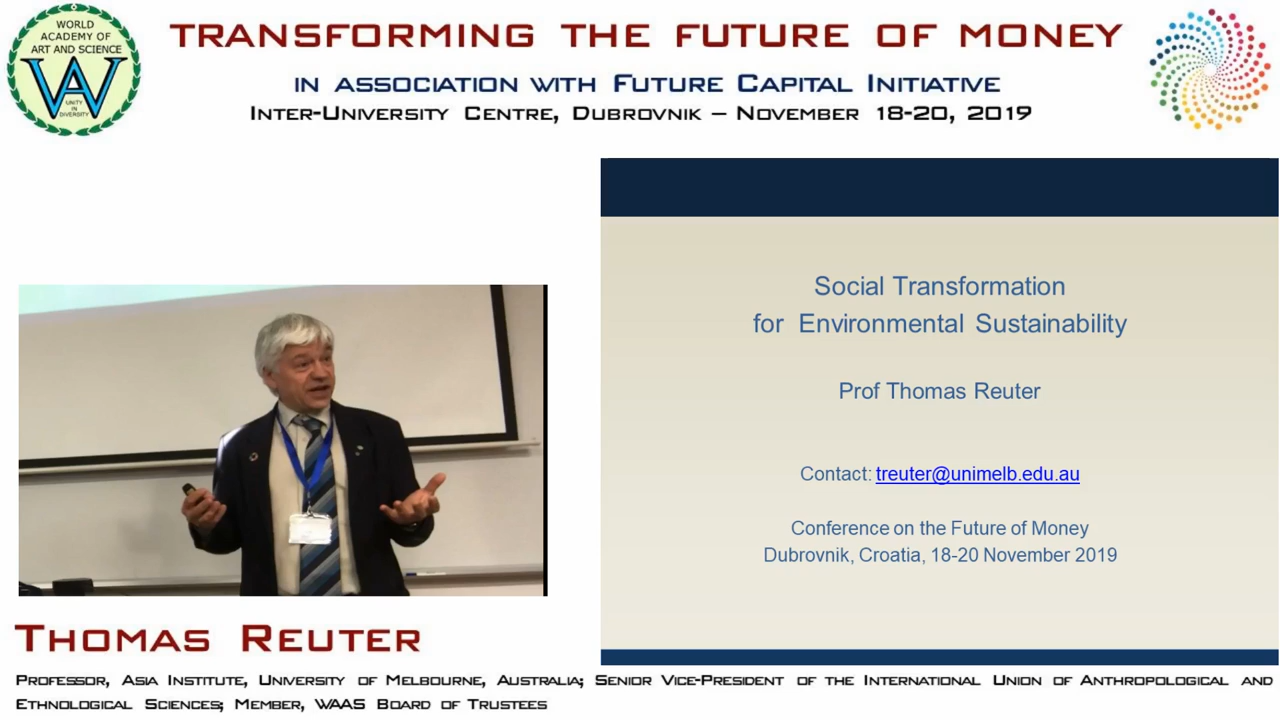 WORLD
ACADEMY OF
ART AND SCIENCE
WA
UNITY
IN
DIVERSITY
TRANSFORMING THE FUTURE OF MONEY
IN ASSOCIATION WITH FUTURE CAPITAL INITIATIVE
INTER-UNIVERSITY CENTRE, DUBROVNIK – NOVEMBER 18-20, 2019
Social Transformation
for Environmental Sustainability
Prof Thomas Reuter
Contact: treuter@unimelb.edu.au
Conference on the Future of Money
Dubrovnik, Croatia, 18-20 November 2019
THOMAS REUTER
PROFESSOR, ASIA INSTITUTE, UNIVERSITY OF MELBOURNE, AUSTRALIA; SENIOR VICE-PRESIDENT OF THE INTERNATIONAL UNION OF ANTHROPOLOGICAL AND
ETHNOLOGICAL SCIENCES; MEMBER, WAAS BOARD OF TRUSTEES